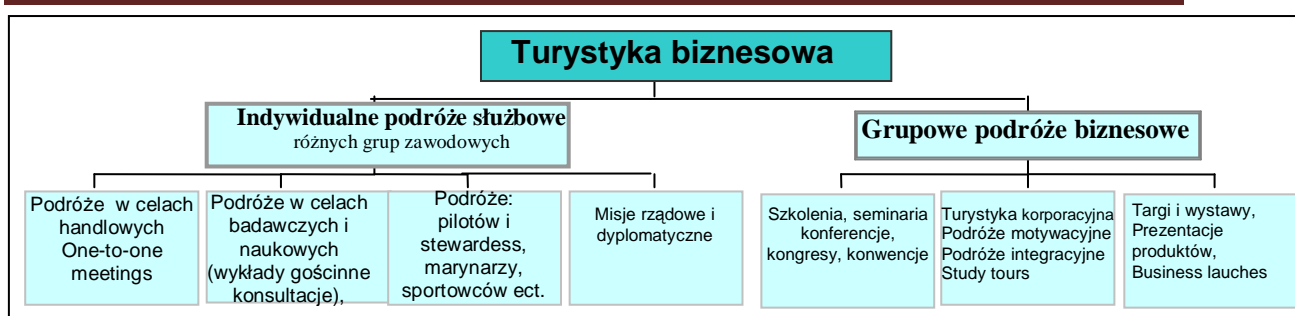 Turystyka biznesowa
Indywidualne podróże służbowe
różnych grup zawodowych
Grupowe podróże biznesowe
Podróże w celach
handlowych
One-to-one
meetings
Podróże w celach
badawczych i
naukowych
(wykłady gościnne
konsultacje),
Podróże:
pilotów i
stewardess,
marynarzy,
sportowców ect.
Misje rządowe i
dyplomatyczne
Szkolenia, seminaria
konferencje,
kongresy, konwencje
Turystyka korporacyjna
Podróże motywacyjne
Podróże integracyjne
Study tours
Targi i wystawy,
Prezentacje
produktów,
Business lauches